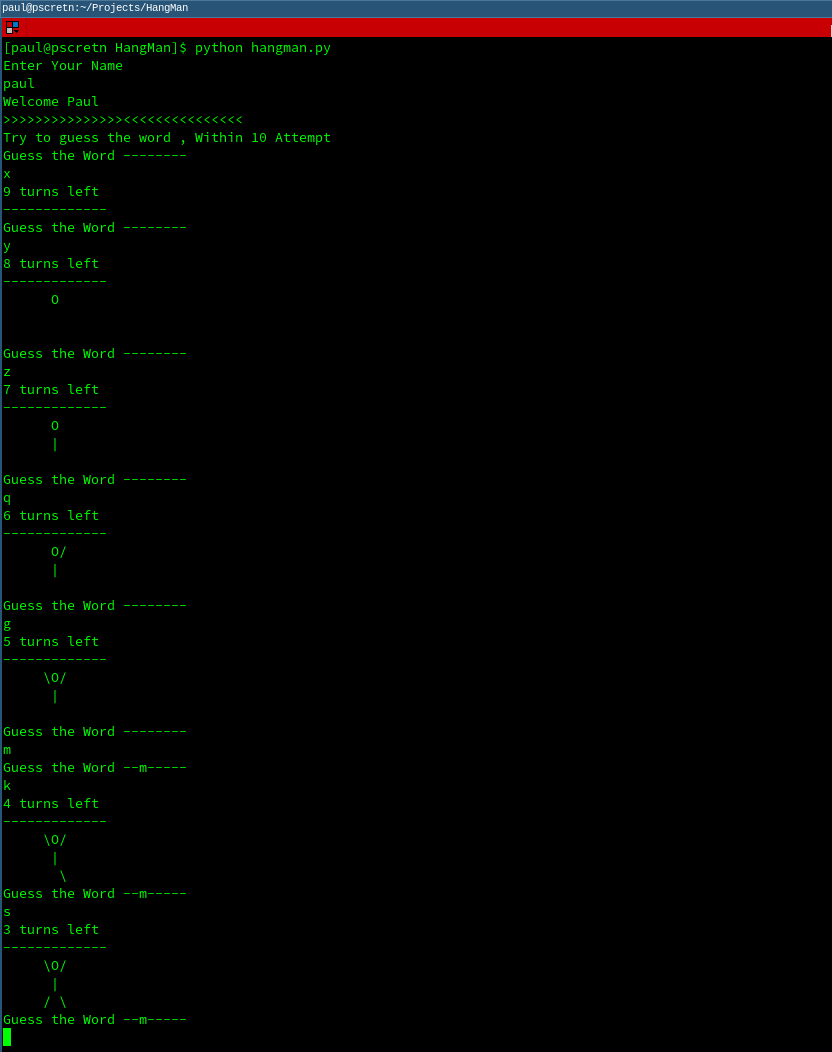 paul@pscretn:~/Projects/HangMan
[paul@pscretn HangMan]$ python hangman.py
Enter Your Name
paul
Welcome Paul
>>>>>>>>>>>>>>><<<<<<<<<<<<<<<
Try to guess the word , Within 10 Attempt
Guess the Word --------
x
9 turns left
-------------
Guess the Word --------
y
8 turns left
-------------
      O
Guess the Word --------
z
7 turns left
-------------
      O
      |
Guess the Word --------
q
6 turns left
-------------
      O/
      |
Guess the Word --------
g
5 turns left
-------------
     \O/
      |
Guess the Word --------
m
Guess the Word --m-----
k
4 turns left
-------------
     \O/
      |
       \
Guess the Word --m-----
s
3 turns left
-------------
     \O/
      |
     / \
Guess the Word --m-----